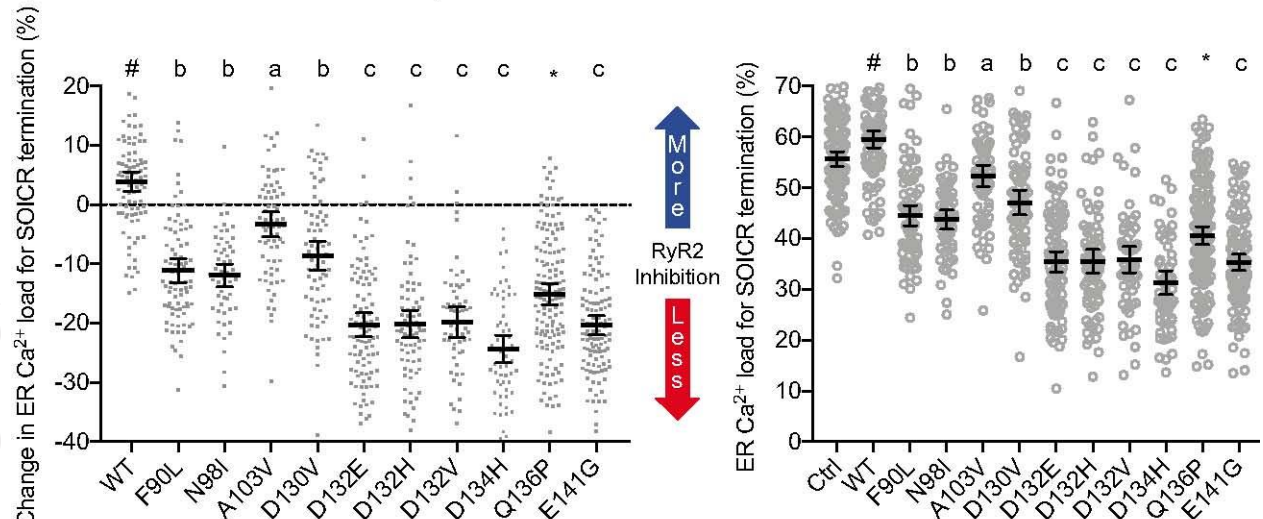 Change in ER Ca²⁺ load for SOICR termination (%)
# b b a b c c c c * c
20
10
0
-10
-20
-30
-40
WT F90L N98I A103V D130V D132E D132H D132V D134H Q136P E141G
More
RyR2
Inhibition
Less
ER Ca²⁺ load for SOICR termination (%)
# b b a b c c c c * c
70
60
50
40
30
20
10
0
Ctrl WT F90L N98I A103V D130V D132E D132H D132V D134H Q136P E141G